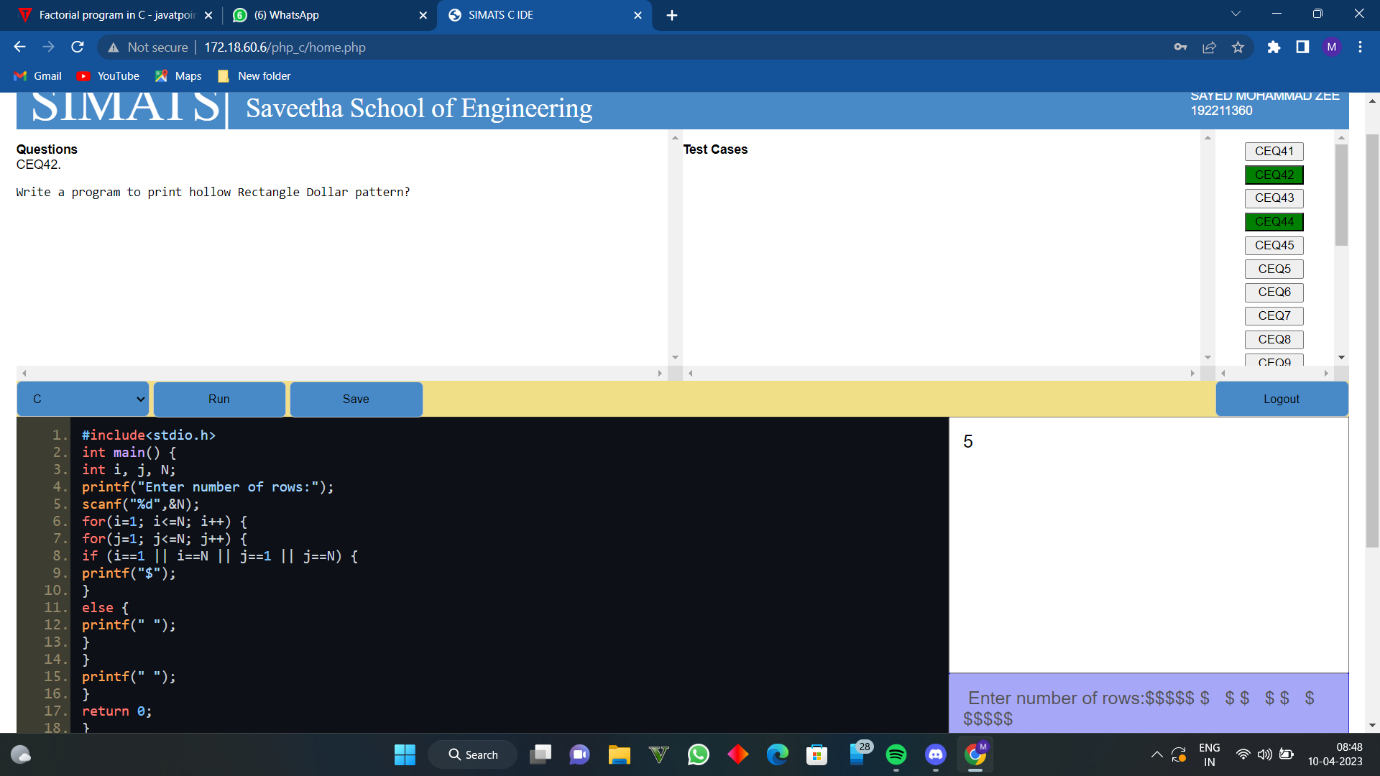 Factorial program in C - javatpoin
(6) WhatsApp
SIMATS C IDE
Not secure | 172.18.60.6/php_c/home.php
M
Gmail
YouTube
Maps
New folder
SIMATS
Saveetha School of Engineering
SAYED MOHAMMAD ZEE
192211360
Questions
CEQ42.
Write a program to print hollow Rectangle Dollar pattern?
Test Cases
CEQ41
CEQ42
CEQ43
CEQ44
CEQ45
CEQ5
CEQ6
CEQ7
CEQ8
CEQ9
C
Run
Save
Logout
1. #include<stdio.h>
2. int main() {
3. int i, j, N;
4. printf("Enter number of rows:");
5. scanf("%d",&N);
6. for(i=1; i<=N; i++) {
7. for(j=1; j<=N; j++) {
8. if (i==1 || i==N || j==1 || j==N) {
9. printf("$");
10. }
11. else {
12. printf(" ");
13. }
14. }
15. printf(" ");
16. }
17. return 0;
18. }
5
Enter number of rows:$$$$$ $   $ $   $ $   $
$$$$$
Search
28
M
ENG
IN
08:48
10-04-2023